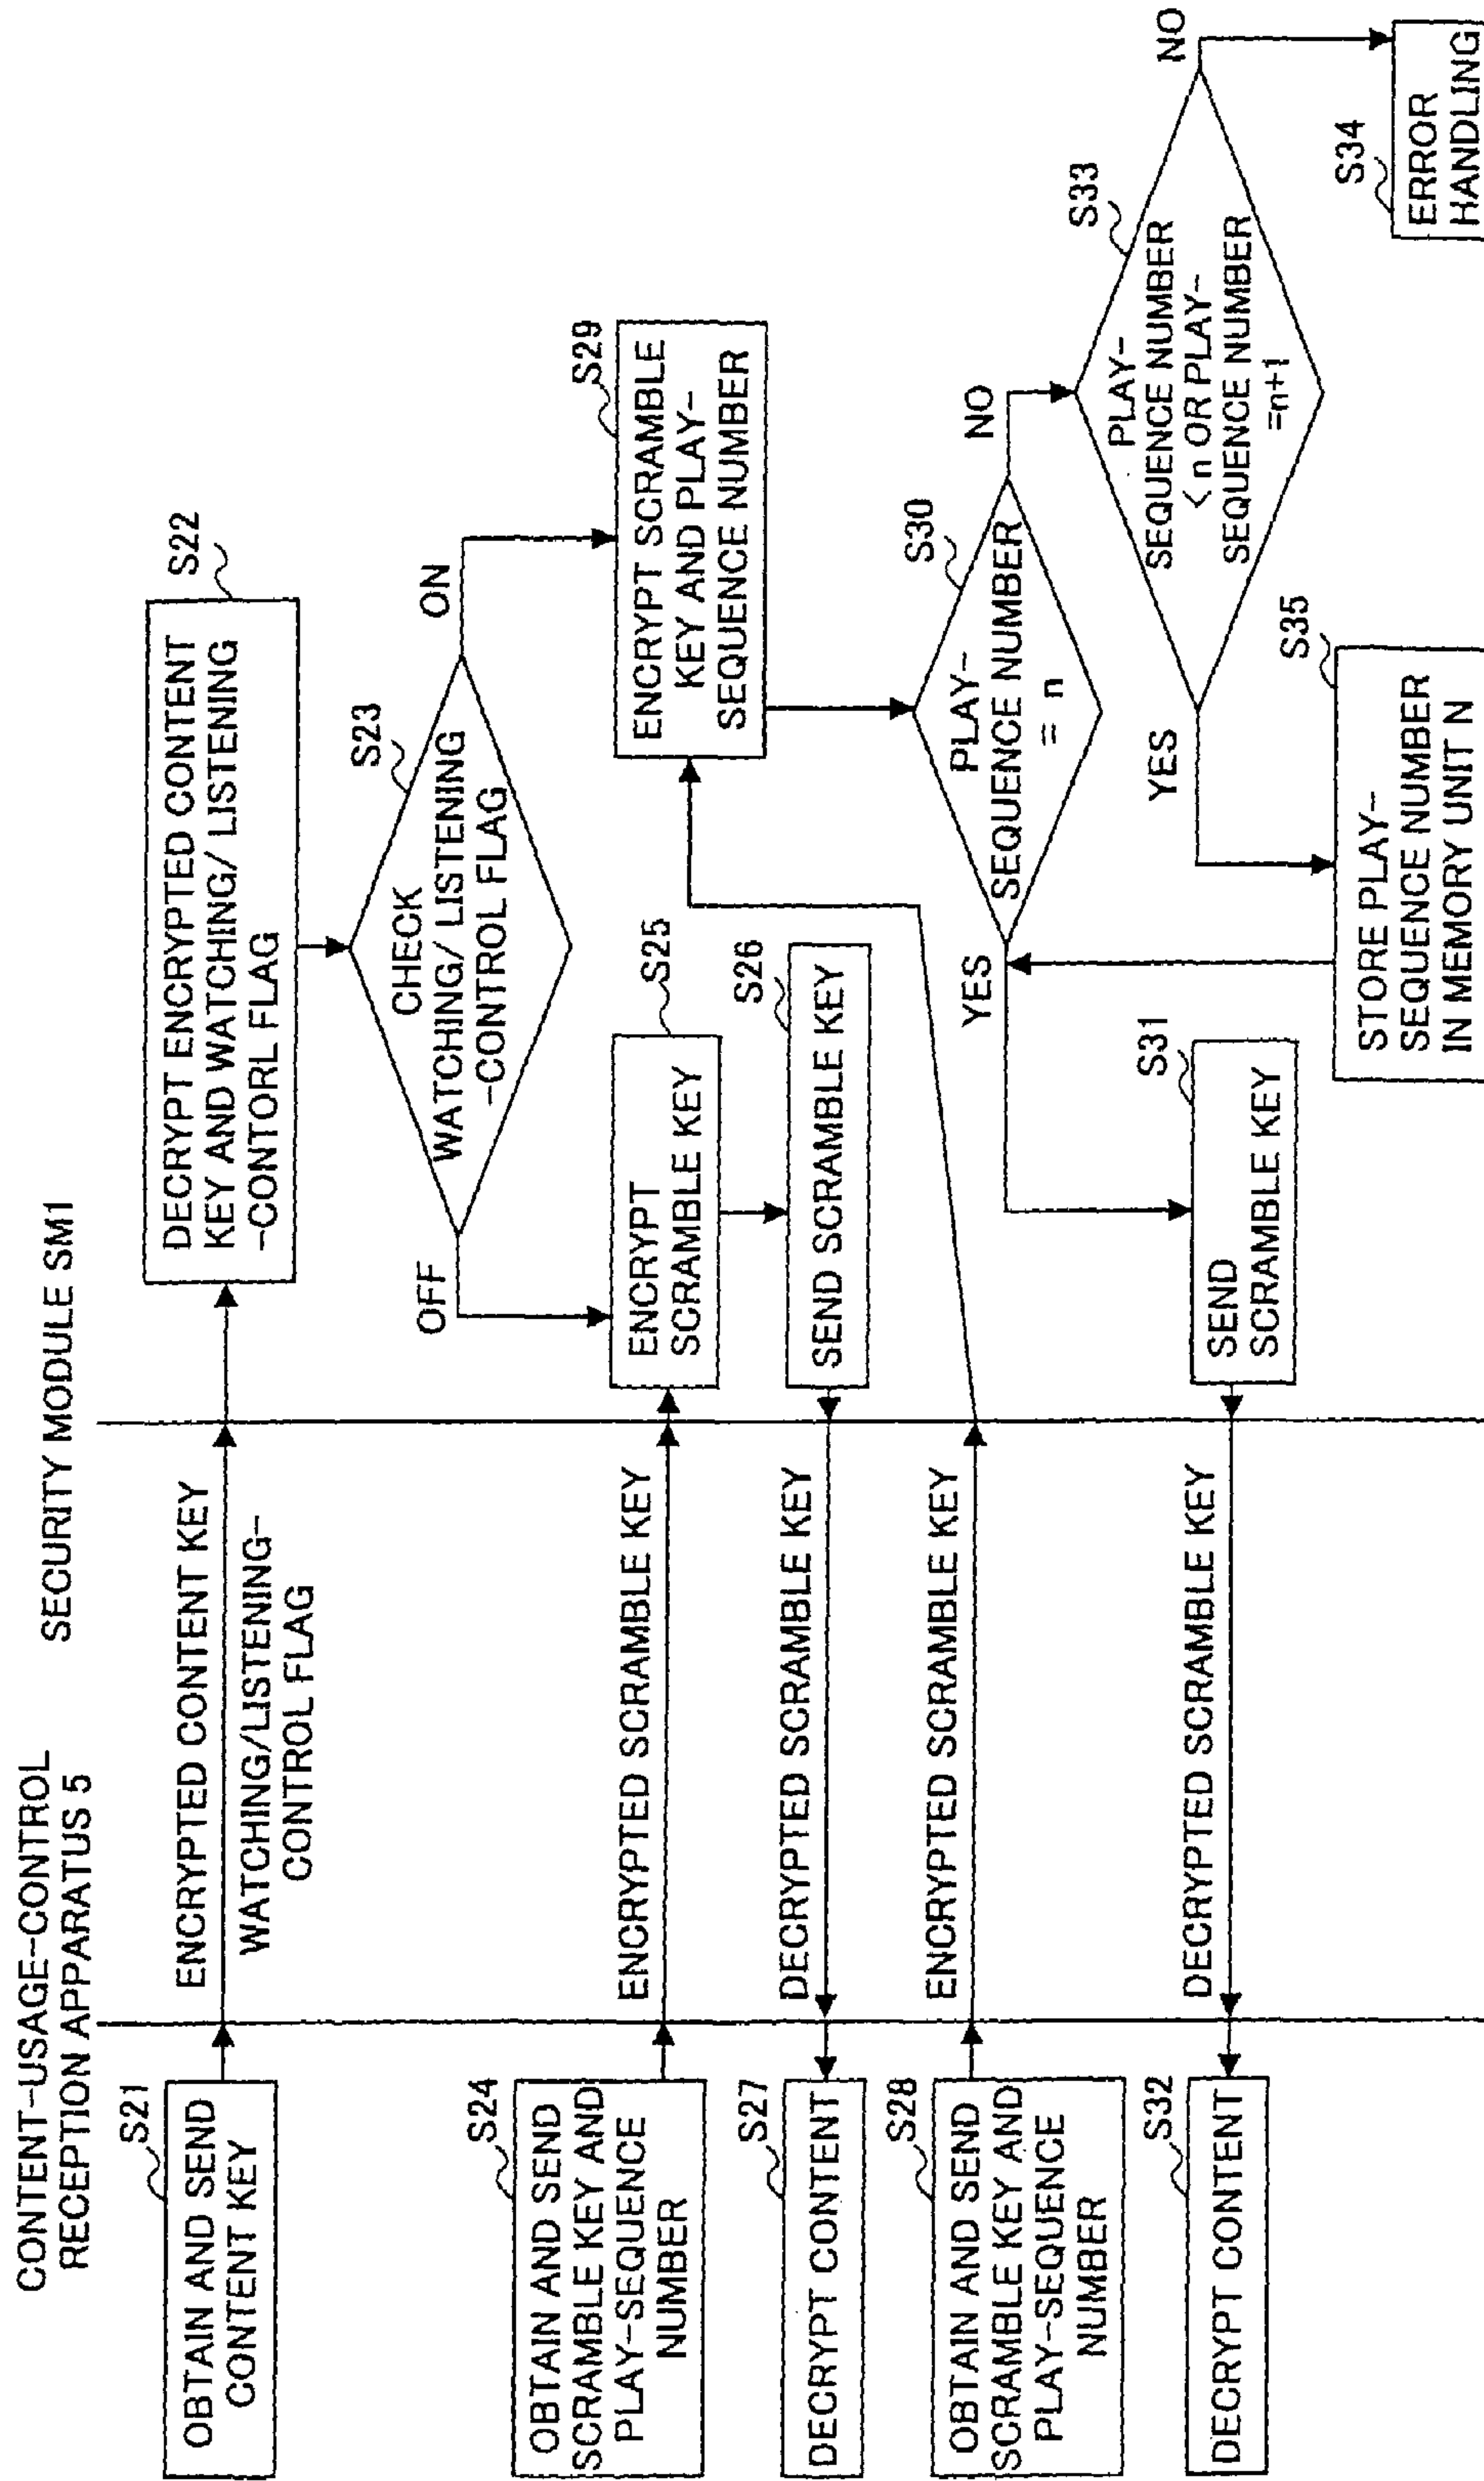 CONTENT-USAGE-CONTROL
RECEPTION APPARATUS 5
SECURITY MODULE SM1
S21
OBTAIN AND SEND
CONTENT KEY
ENCRYPTED CONTENT KEY
WATCHING/LISTENING-
CONTROL FLAG
S22
DECRYPT ENCRYPTED CONTENT
KEY AND WATCHING/ LISTENING
-CONTORL FLAG
S23
CHECK
WATCHING/ LISTENING
-CONTROL FLAG
OFF
ON
S24
OBTAIN AND SEND
SCRAMBLE KEY AND
PLAY-SEQUENCE
NUMBER
ENCRYPTED SCRAMBLE KEY
S25
ENCRYPT
SCRAMBLE KEY
S29
ENCRYPT SCRAMBLE
KEY AND PLAY-
SEQUENCE NUMBER
S27
DECRYPT CONTENT
DECRYPTED SCRAMBLE KEY
S26
SEND SCRAMBLE KEY
S28
OBTAIN AND SEND
SCRAMBLE KEY AND
PLAY-SEQUENCE
NUMBER
ENCRYPTED SCRAMBLE KEY
S30
PLAY-
SEQUENCE NUMBER
= n
YES
NO
S32
DECRYPT CONTENT
DECRYPTED SCRAMBLE KEY
S31
SEND
SCRAMBLE KEY
S33
PLAY-
SEQUENCE NUMBER
< n OR PLAY-
SEQUENCE NUMBER
=n+1
YES
NO
S35
STORE PLAY-
SEQUENCE NUMBER
IN MEMORY UNIT N
S34
ERROR
HANDLING